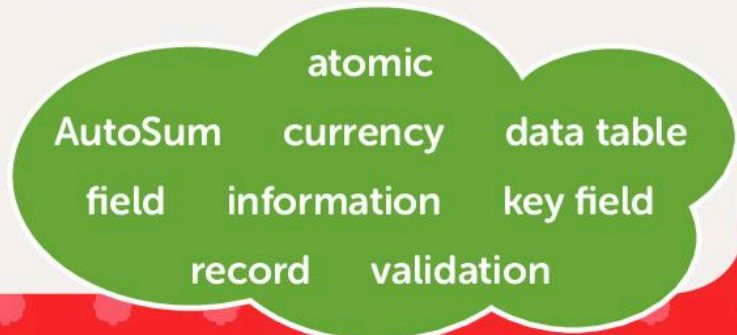 atomic
AutoSum currency data table
field information key field
record validation